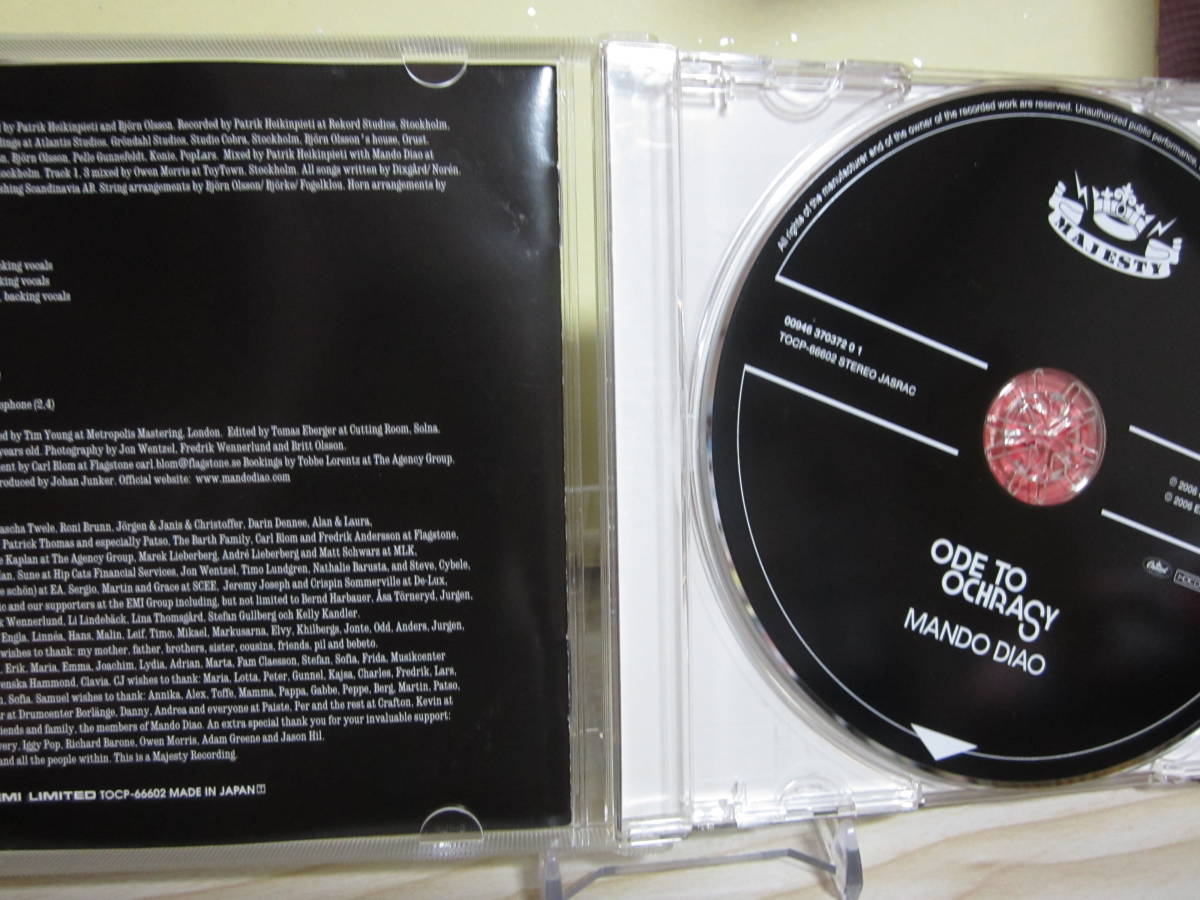 by Patrik Heikinpieti and Björn Olsson. Recorded by Patrik Heikinpieti at Rekord Studios, Stockholm,
at Atlantis Studios, Gröndahl Studios, Studio Cobra, Stockholm. Björn Olsson's house, Orust.
Björn Olsson, Pelle Gunnefeldt, Konie, PopLars. Mixed by Patrik Heikinpieti with Mando Diao at
Track 1, 3 mixed by Owen Morris at ToyTown, Stockholm. All songs written by Dixgård/ Norén.
Scandinavia AB. String arrangements by Björn Olsson/ Björke/ Fogelklou. Horn arrangements by
vocals
vocals
, backing vocals
(2,4)
by Tim Young at Metropolis Mastering, London. Edited by Tomas Eberger at Cutting Room, Solna.
years old. Photography by Jon Wentzel, Fredrik Wennerlund and Britt Olsson.
by Carl Blom at Flagstone carl.blom@flagstone.se Bookings by Tobbe Lorentz at The Agency Group.
by Johan Junker. Official website: www.mandodiao.com
Twele, Roni Brunn, Jörgen & Janis & Christoffer, Darin Dennee, Alan & Laura,
Patrick Thomas and especially Patso, The Barth Family, Carl Blom and Fredrik Andersson at Flagstone,
Kaplan at The Agency Group, Marek Lieberberg, André Lieberberg and Matt Schwarz at MLK.
Sune at Hip Cats Financial Services, Jon Wentzel, Timo Lundgren, Nathalie Barusta, and Steve, Cybele,
schön) at EA. Sergio, Martin and Grace at SCEE. Jeremy Joseph and Crispin Sommerville at De-Lux.
and our supporters at the EMI Group including, but not limited to Bernd Harbauer, Åsa Törneryd, Jurgen,
Wennerlund, Li Lindebäck, Lina Thomsgård, Stefan Gullberg och Kelly Kandler.
Engla, Linnéa, Hans, Malin, Leif, Timo, Mikael, Markusarna, Elvy, Khilbergs, Jonte, Odd, Anders, Jurgen,
wishes to thank: my mother, father, brothers, sister, cousins, friends, pil and bebeto.
Erik, Maria, Emma, Joachim, Lydia, Adrian, Marta, Fam Claesson, Stefan, Sofia, Frida, Musikcenter
Hammond, Clavia. CJ wishes to thank: Maria, Lotta, Peter, Gunnel, Kajsa, Charles, Fredrik, Lars,
Sofia. Samuel wishes to thank: Annika, Alex, Toffe, Mamma, Pappa, Gabbe, Peppe, Berg, Martin, Patso,
at Drumcenter Borlänge, Danny, Andrea and everyone at Paiste. Per and the rest at Crafton, Kevin at
friends and family, the members of Mando Diao. An extra special thank you for your invaluable support:
Iggy Pop, Richard Barone, Owen Morris, Adam Greene and Jason Hil.
and all the people within. This is a Majesty Recording.
EMI LIMITED TOCP-66602 MADE IN JAPAN
All rights of the manufacturer and of the owner of the recorded work are reserved. Unauthorized public performance,
MAJESTY
00946 370372 0 1
TOCP-66602 STEREO JASRAC
℗ 2006
© 2006 E
ODE TO
OCHRASY
MANDO DIAO